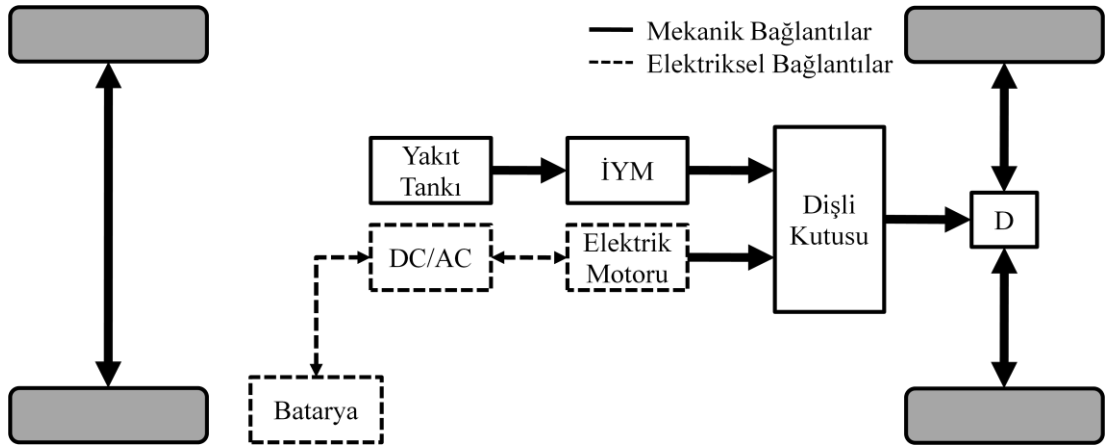 Mekanik Bağlantılar
Elektriksel Bağlantılar
Yakıt
Tankı
İYM
Dişli
Kutusu
D
DC/AC
Elektrik
Motoru
Batarya